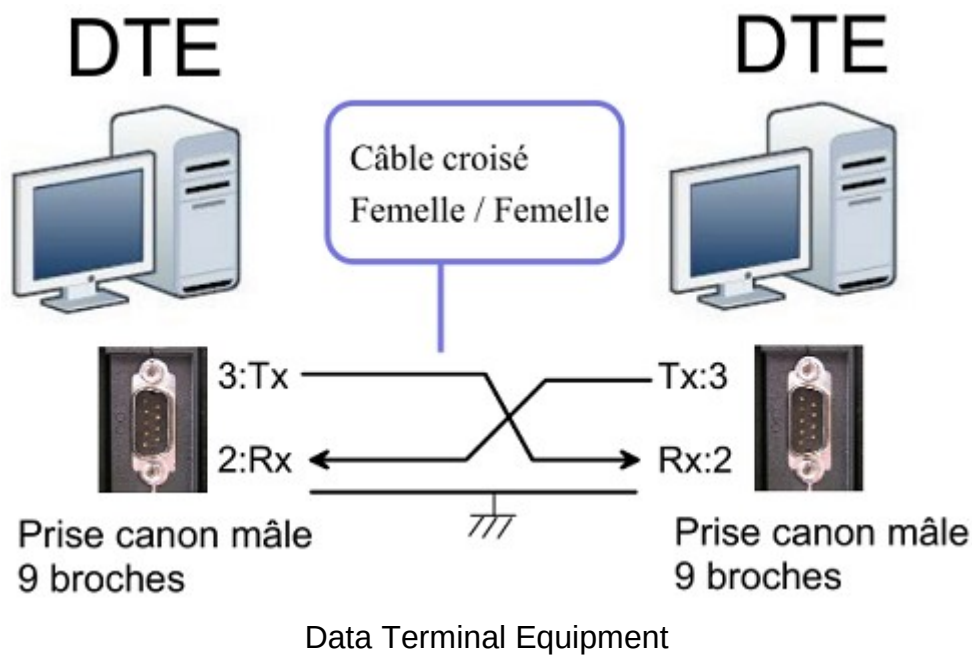 DTE
DTE
Câble croisé
Femelle / Femelle
3:Tx
Tx:3
2:Rx
Rx:2
Prise canon mâle
9 broches
Prise canon mâle
9 broches
Data Terminal Equipment